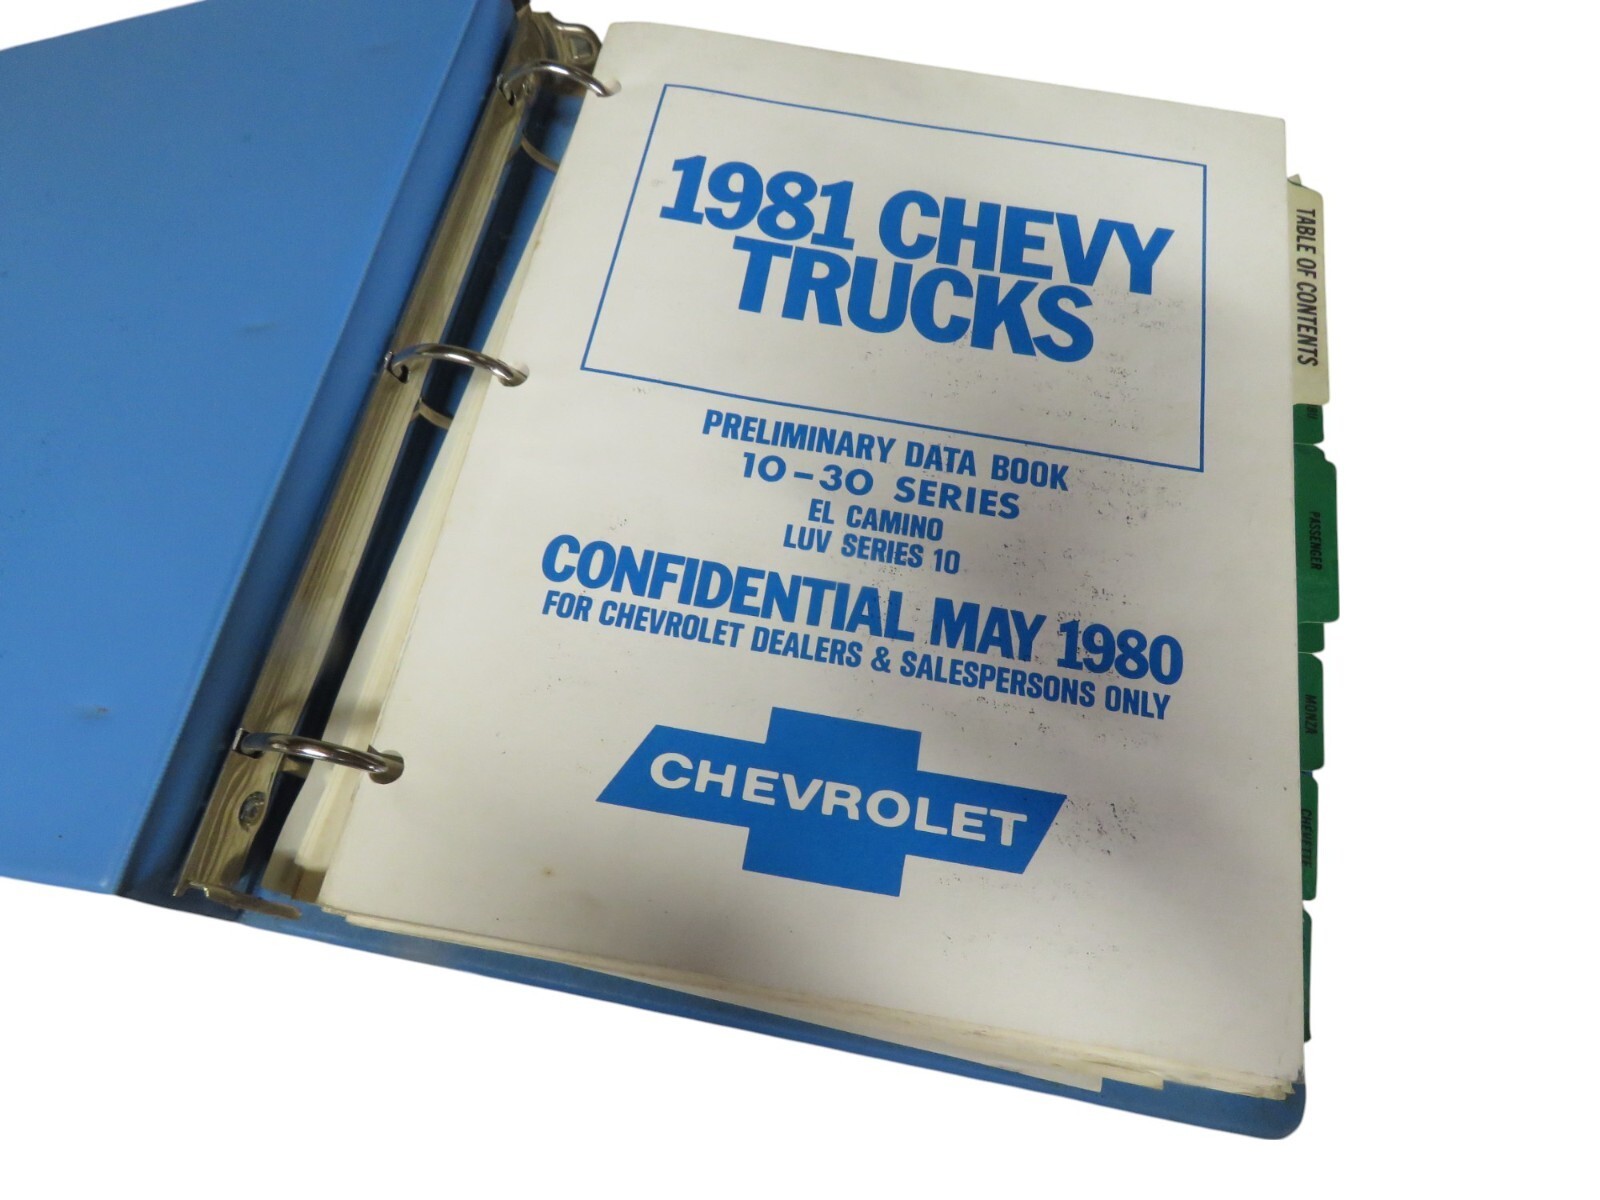 1981 CHEVY
TRUCKS
PRELIMINARY DATA BOOK
10-30 SERIES
EL CAMINO
LUV SERIES 10
CONFIDENTIAL MAY 1980
FOR CHEVROLET DEALERS & SALESPERSONS ONLY
CHEVROLET
TABLE OF CONTENTS
PASSENGER
MONZA
CHEVETTE